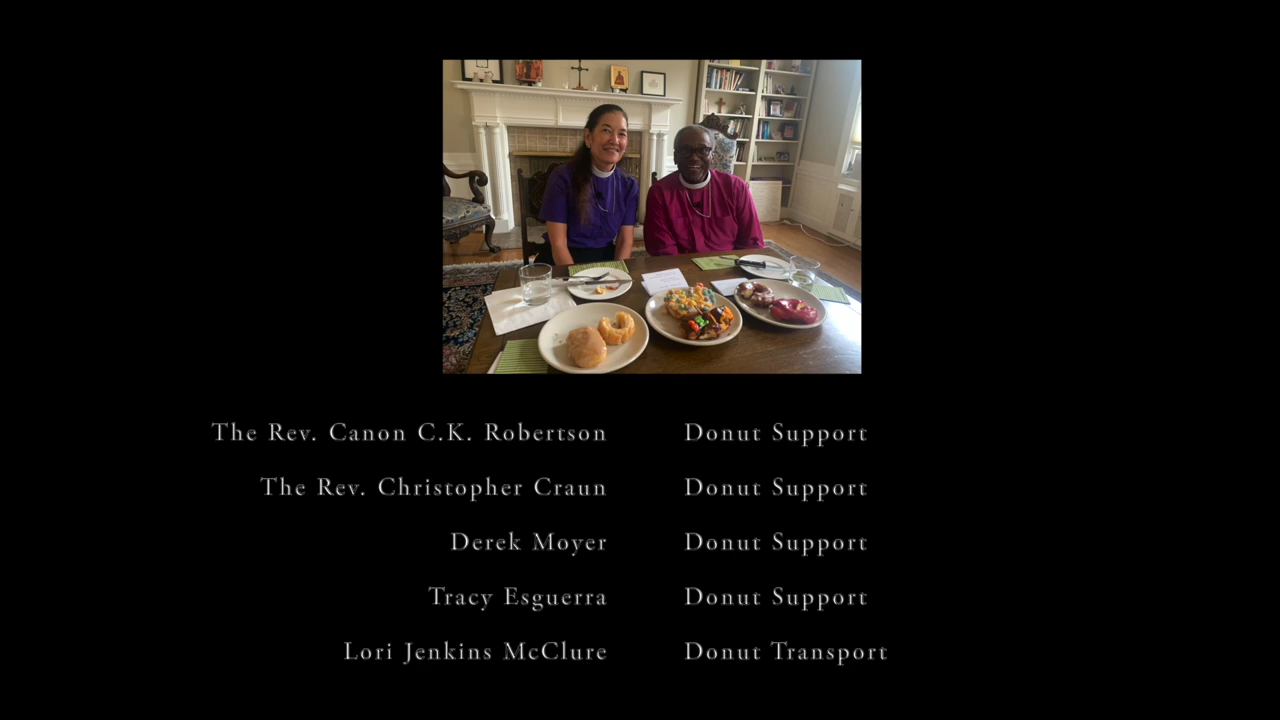 The Rev. Canon C.K. Robertson Donut Support
The Rev. Christopher Craun Donut Support
Derek Moyer Donut Support
Tracy Esguerra Donut Support
Lori Jenkins McClure Donut Transport